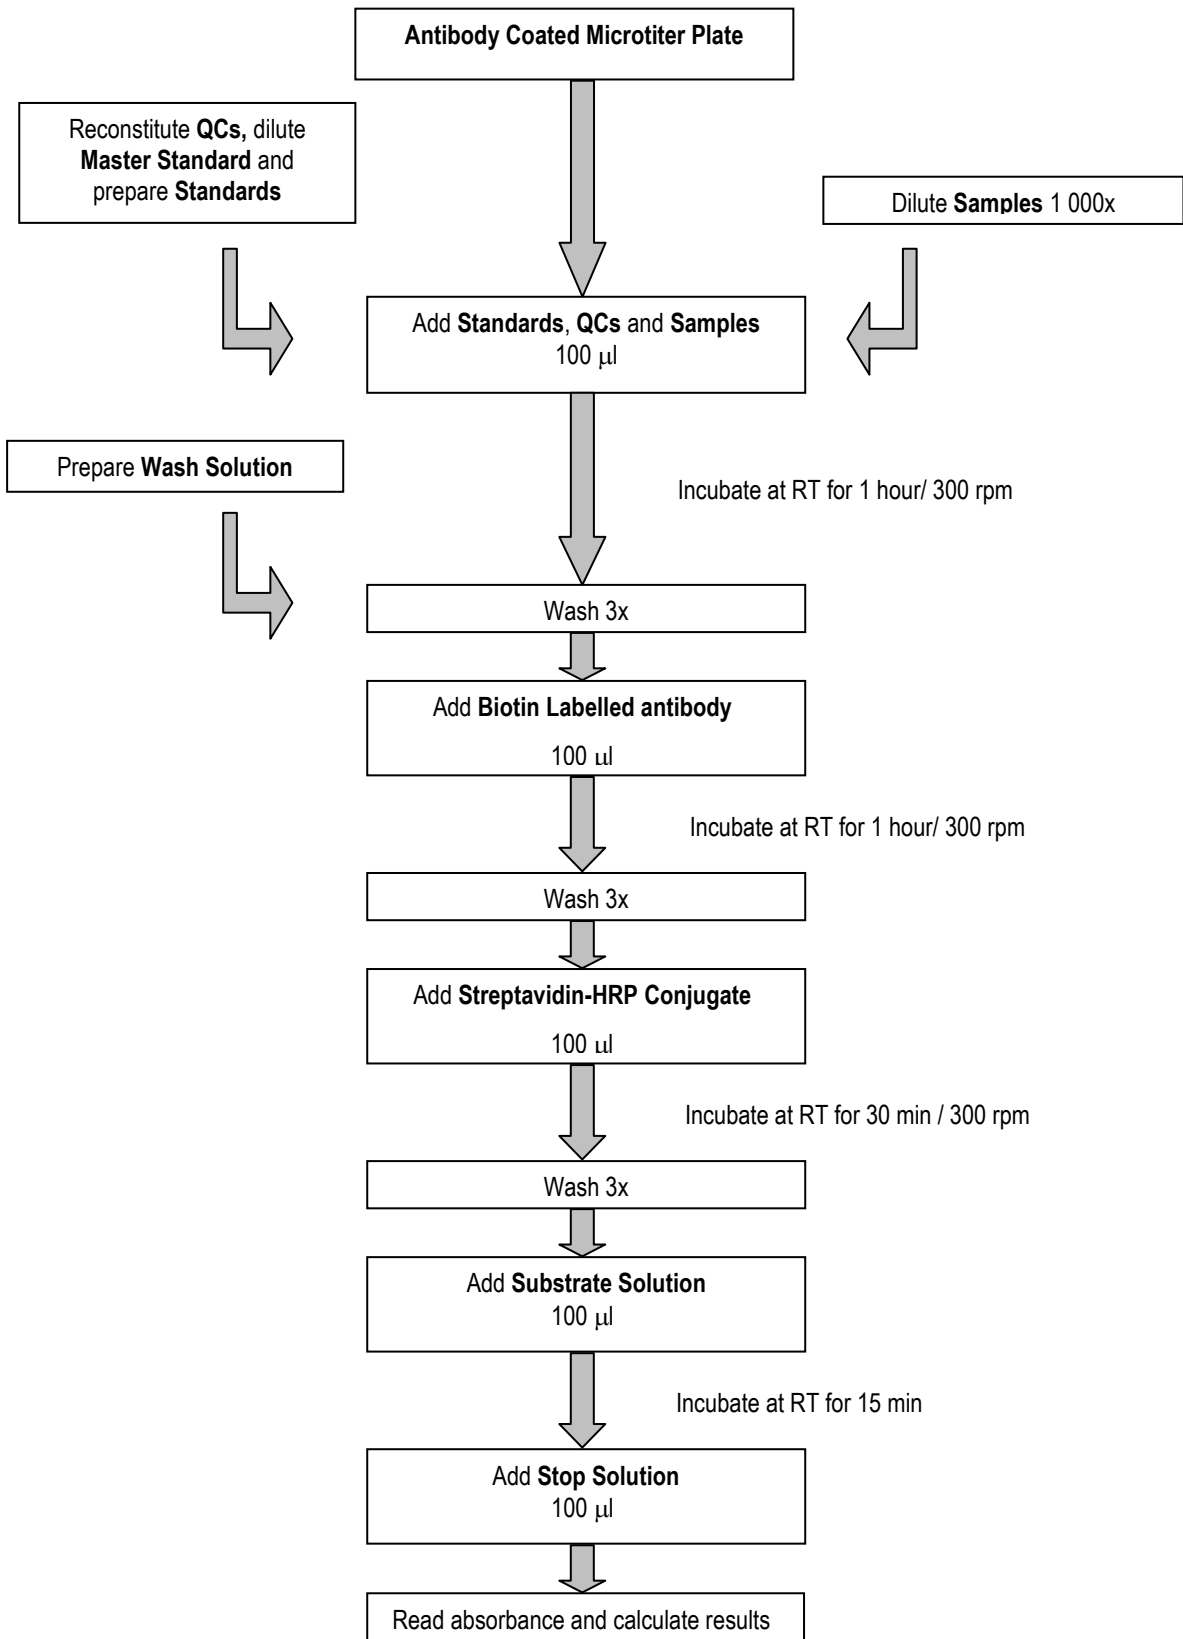 Antibody Coated Microtiter Plate
Reconstitute QCs, dilute
Master Standard and
prepare Standards
Dilute Samples 1 000x
Add Standards, QCs and Samples
100 μl
Prepare Wash Solution
Incubate at RT for 1 hour/ 300 rpm
Wash 3x
Add Biotin Labelled antibody
100 μl
Incubate at RT for 1 hour/ 300 rpm
Wash 3x
Add Streptavidin-HRP Conjugate
100 μl
Incubate at RT for 30 min / 300 rpm
Wash 3x
Add Substrate Solution
100 μl
Incubate at RT for 15 min
Add Stop Solution
100 μl
Read absorbance and calculate results